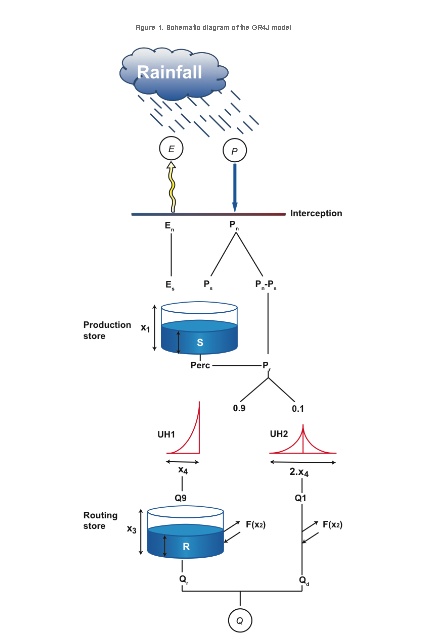 Figure 1. Schematic diagram of the GR4J model
Rainfall
E P
Interception
En Pn
Es Ps Pn-Ps
Production
store
x1
S
Perc Pr
0.9 0.1
UH1 UH2
x4 2.x4
Q9 Q1
Routing
store
x3
R
F(x2) F(x2)
Qr Qd
Q